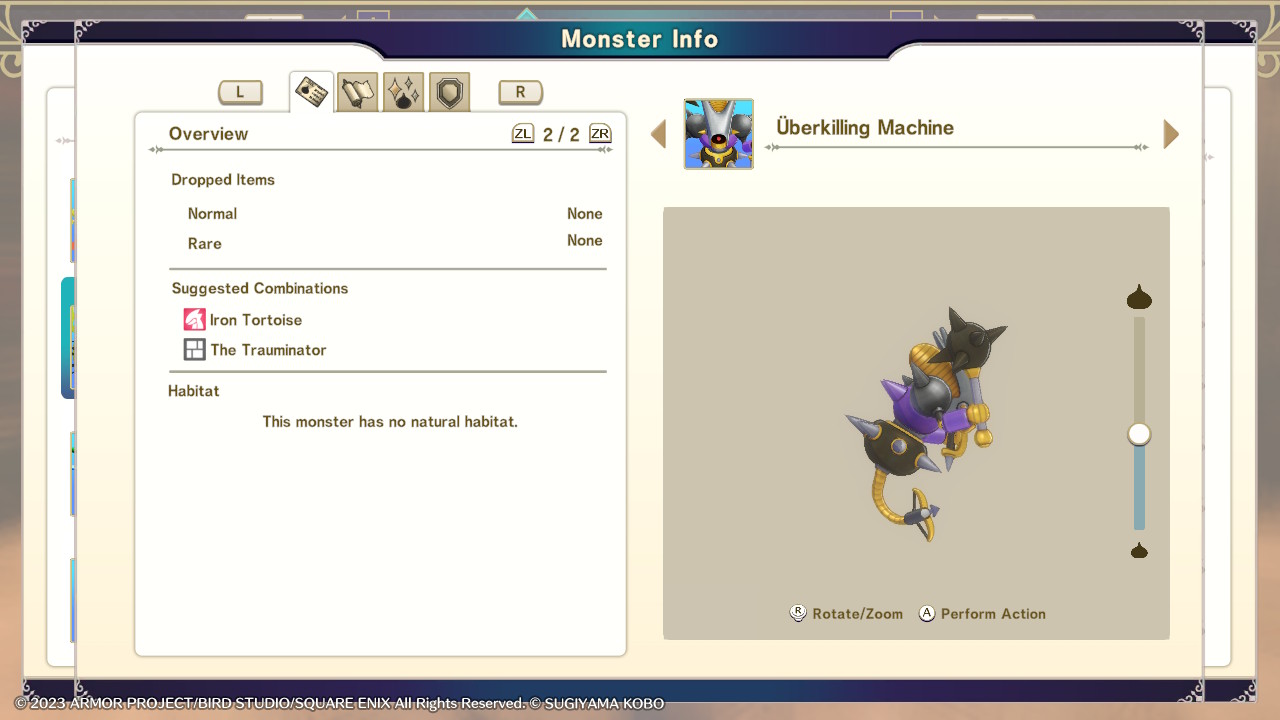 Monster Info
L
R
Overview
ZL 2 / 2 ZR
Dropped Items
Normal None
Rare None
Suggested Combinations
Iron Tortoise
The Trauminator
Habitat
This monster has no natural habitat.
Überkilling Machine
R Rotate/Zoom A Perform Action
© 2023 ARMOR PROJECT/BIRD STUDIO/SQUARE ENIX All Rights Reserved. © SUGIYAMA KOBO